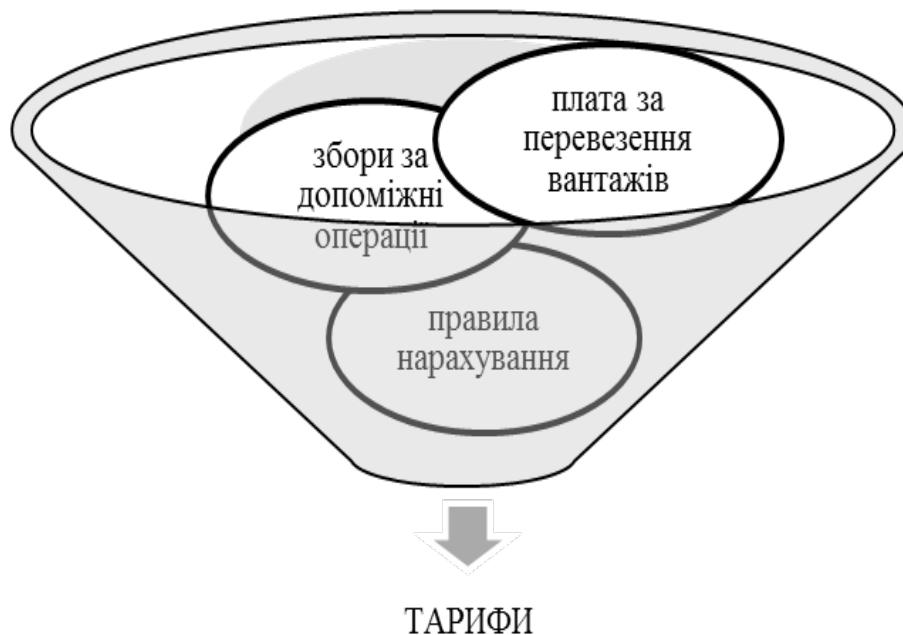 плата за
перевезення
вантажів
збори за
допоміжні
операції
правила
нарахування
ТАРИФИ